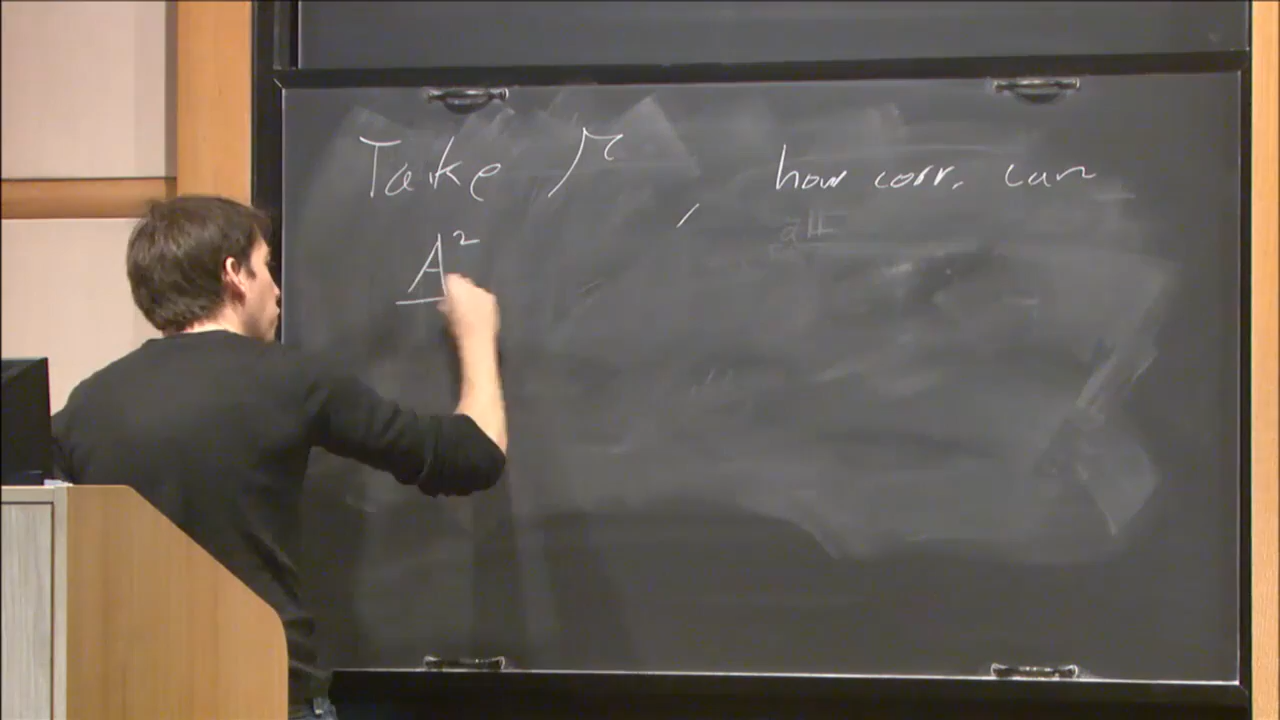 Take Γ, how corr. can
A²